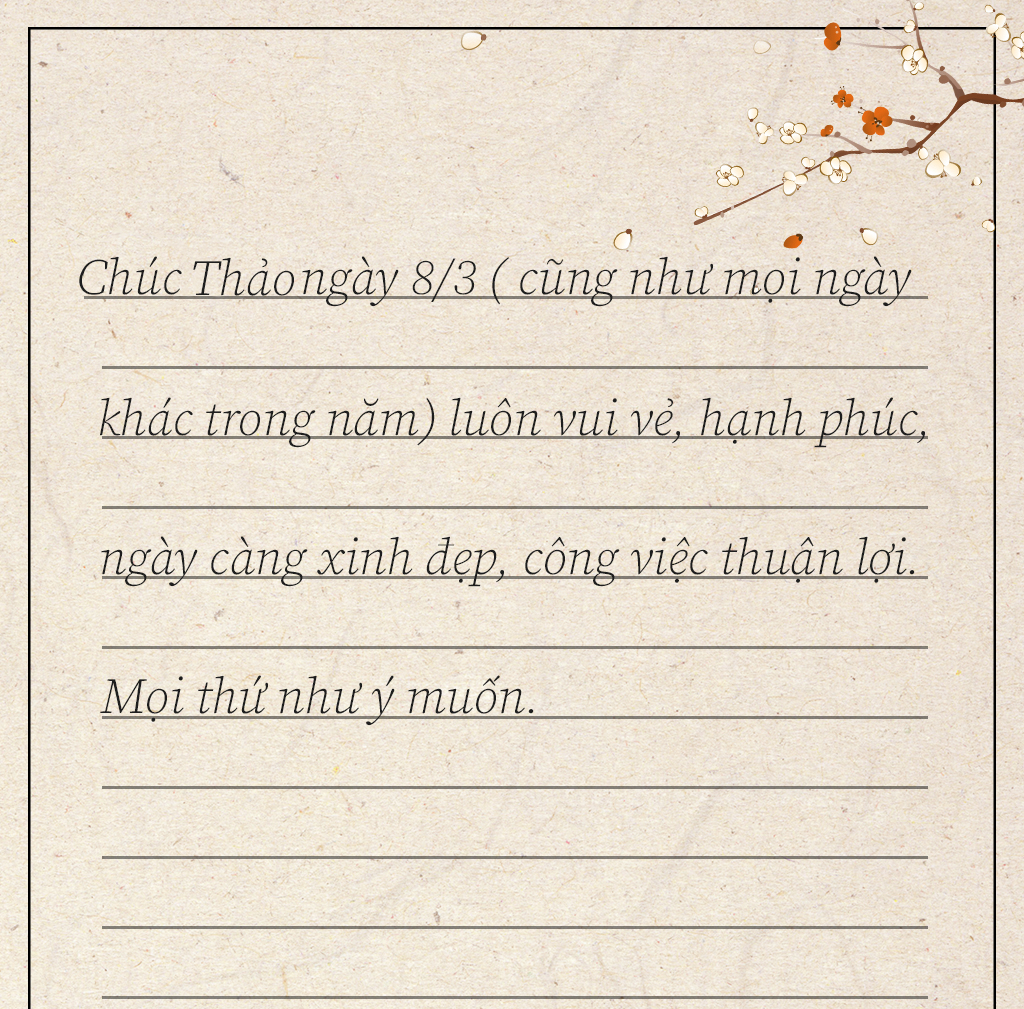 Chúc Thảo ngày 8/3 ( cũng như mọi ngày
khác trong năm) luôn vui vẻ, hạnh phúc,
ngày càng xinh đẹp, công việc thuận lợi.
Mọi thứ như ý muốn.